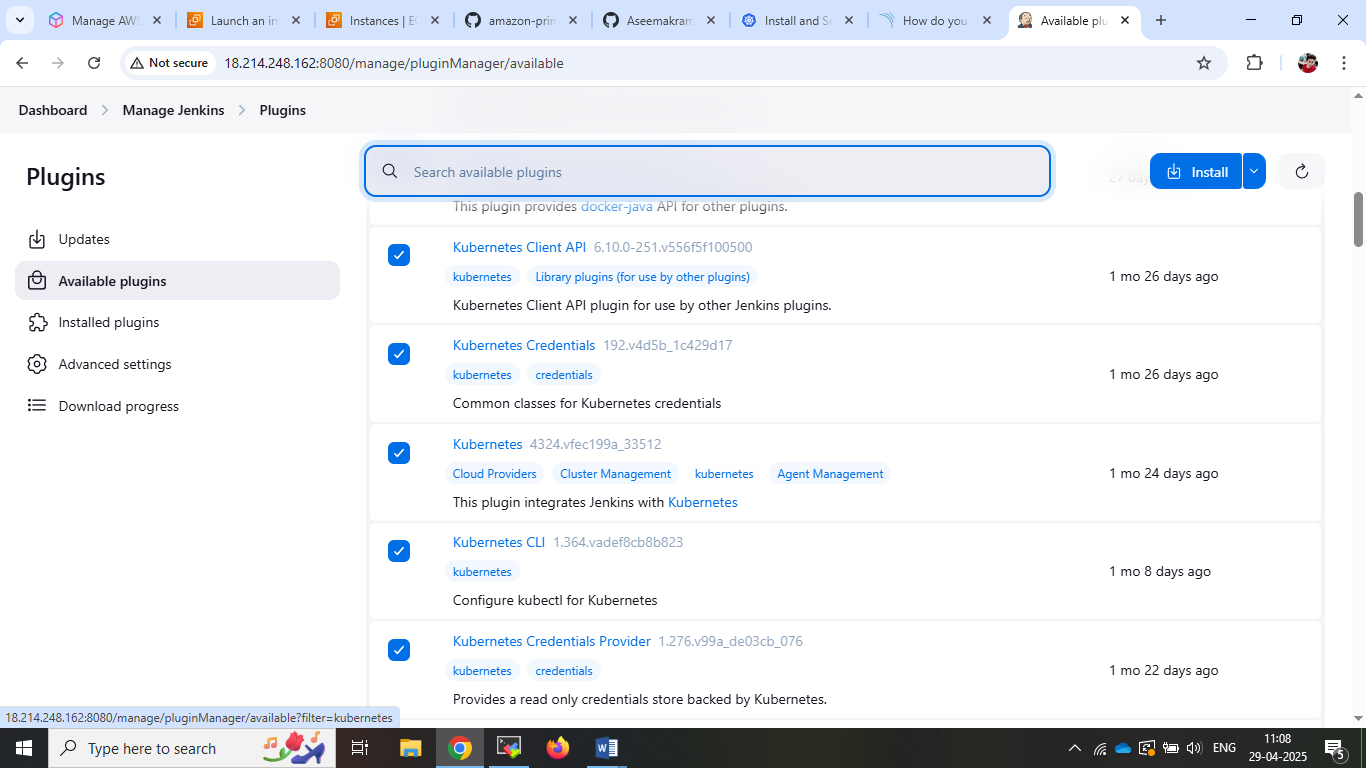 Manage AWS
Launch an in
Instances | EC
amazon-prin
Aseemakram
Install and Se
How do you
Available plu
Not secure
18.214.248.162:8080/manage/pluginManager/available
Dashboard
Manage Jenkins
Plugins
Plugins
Search available plugins
27 day
Install
This plugin provides docker-java API for other plugins.
Updates
Available plugins
Installed plugins
Advanced settings
Download progress
Kubernetes Client API 6.10.0-251.v556f5f100500
kubernetes Library plugins (for use by other plugins)
1 mo 26 days ago
Kubernetes Client API plugin for use by other Jenkins plugins.
Kubernetes Credentials 192.v4d5b_1c429d17
kubernetes credentials
1 mo 26 days ago
Common classes for Kubernetes credentials
Kubernetes 4324.vfec199a_33512
Cloud Providers Cluster Management kubernetes Agent Management
1 mo 24 days ago
This plugin integrates Jenkins with Kubernetes
Kubernetes CLI 1.364.vadef8cb8b823
kubernetes
1 mo 8 days ago
Configure kubectl for Kubernetes
Kubernetes Credentials Provider 1.276.v99a_de03cb_076
kubernetes credentials
1 mo 22 days ago
Provides a read only credentials store backed by Kubernetes.
18.214.248.162:8080/manage/pluginManager/available?filter=kubernetes
Type here to search
ENG
11:08
29-04-2025
5